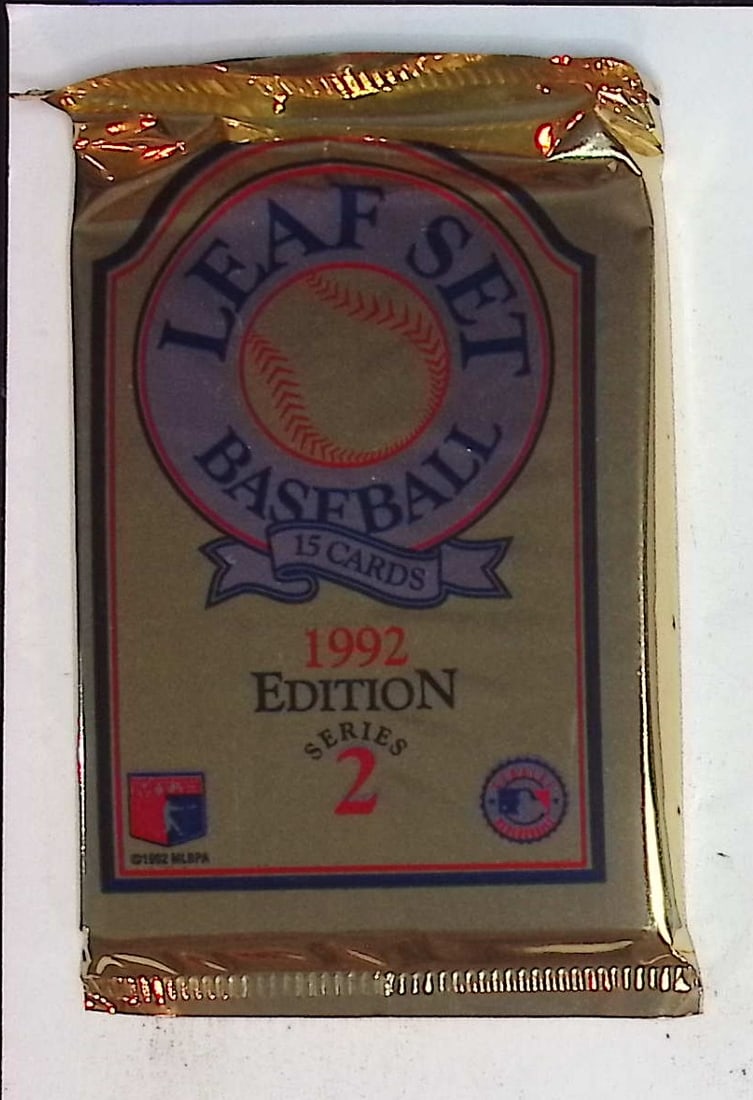 LEAF SET
BASEBALL
15 CARDS
1992
EDITION
SERIES
2
©1992 MLBPA